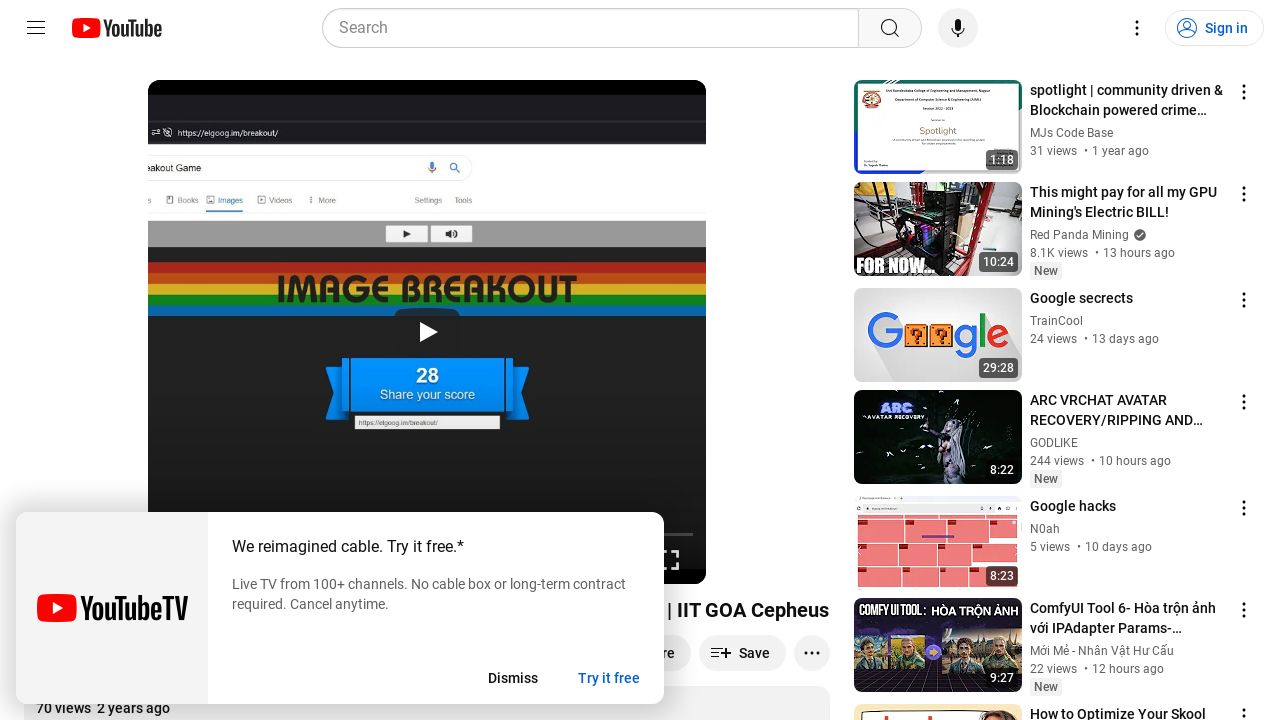 YouTube
Search
Sign in
https://elgoog.im/breakout/
eakout Game
Books
Images
Videos
More
Settings
Tools
IMAGE BREAKOUT
28
Share your score
https://elgoog.im/breakout/
| IIT GOA Cepheus
re
Save
70 views 2 years ago
YouTubeTV
We reimagined cable. Try it free.*
Live TV from 100+ channels. No cable box or long-term contract
required. Cancel anytime.
Dismiss
Try it free
Spotlight
1:18
spotlight | community driven &
Blockchain powered crime…
MJs Code Base
31 views • 1 year ago
FOR NOW...
10:24
This might pay for all my GPU
Mining's Electric BILL!
Red Panda Mining
8.1K views • 13 hours ago
New
Google
29:28
Google secrects
TrainCool
24 views • 13 days ago
ARC
AVATAR RECOVERY
8:22
ARC VRCHAT AVATAR
RECOVERY/RIPPING AND…
GODLIKE
244 views • 10 hours ago
New
8:23
Google hacks
N0ah
5 views • 10 days ago
COMFY UI TOOL : HÒA TRỘN ẢNH
9:27
ComfyUI Tool 6- Hòa trộn ảnh
với IPAdapter Params-…
Mới Mẻ - Nhân Vật Hư Cấu
22 views • 12 hours ago
New
How to Optimize Your Skool